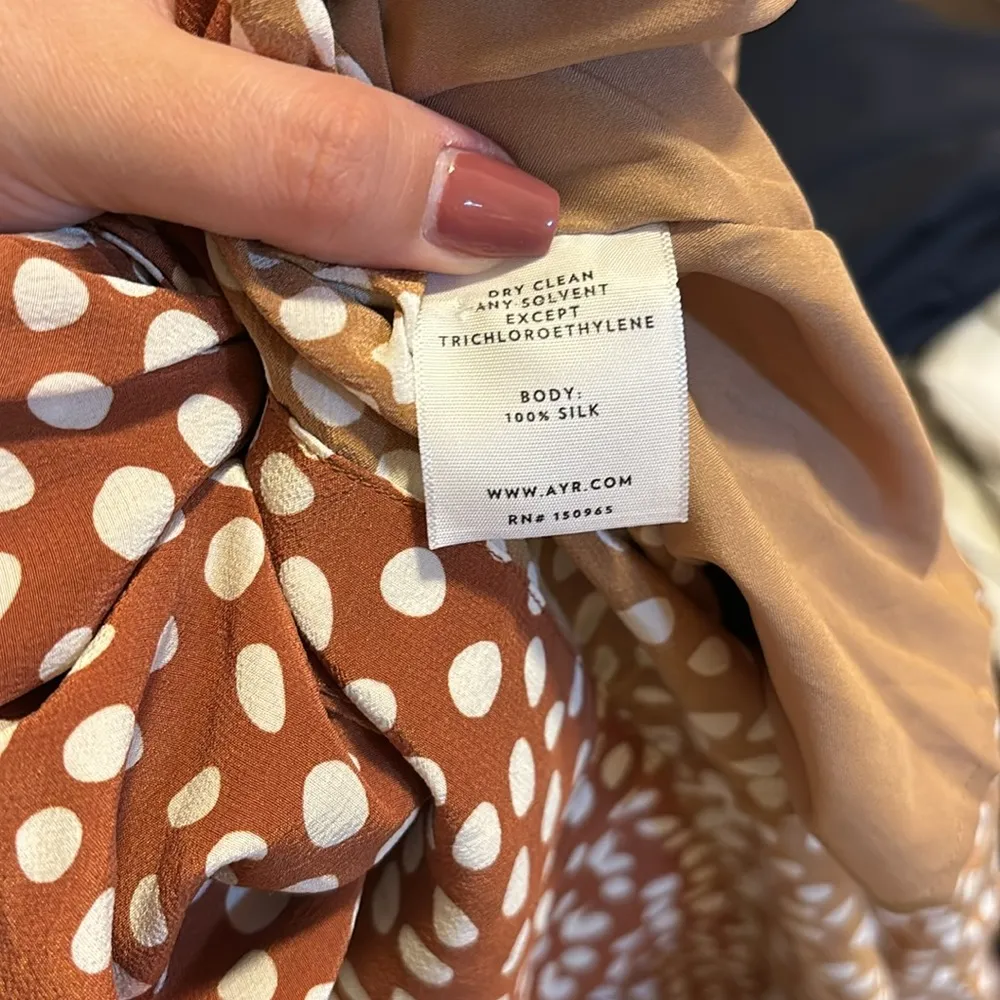 DRY CLEAN
ANY SOLVENT
EXCEPT
TRICHLOROETHYLENE
BODY:
100% SILK
WWW.AYR.COM
RN# 150965